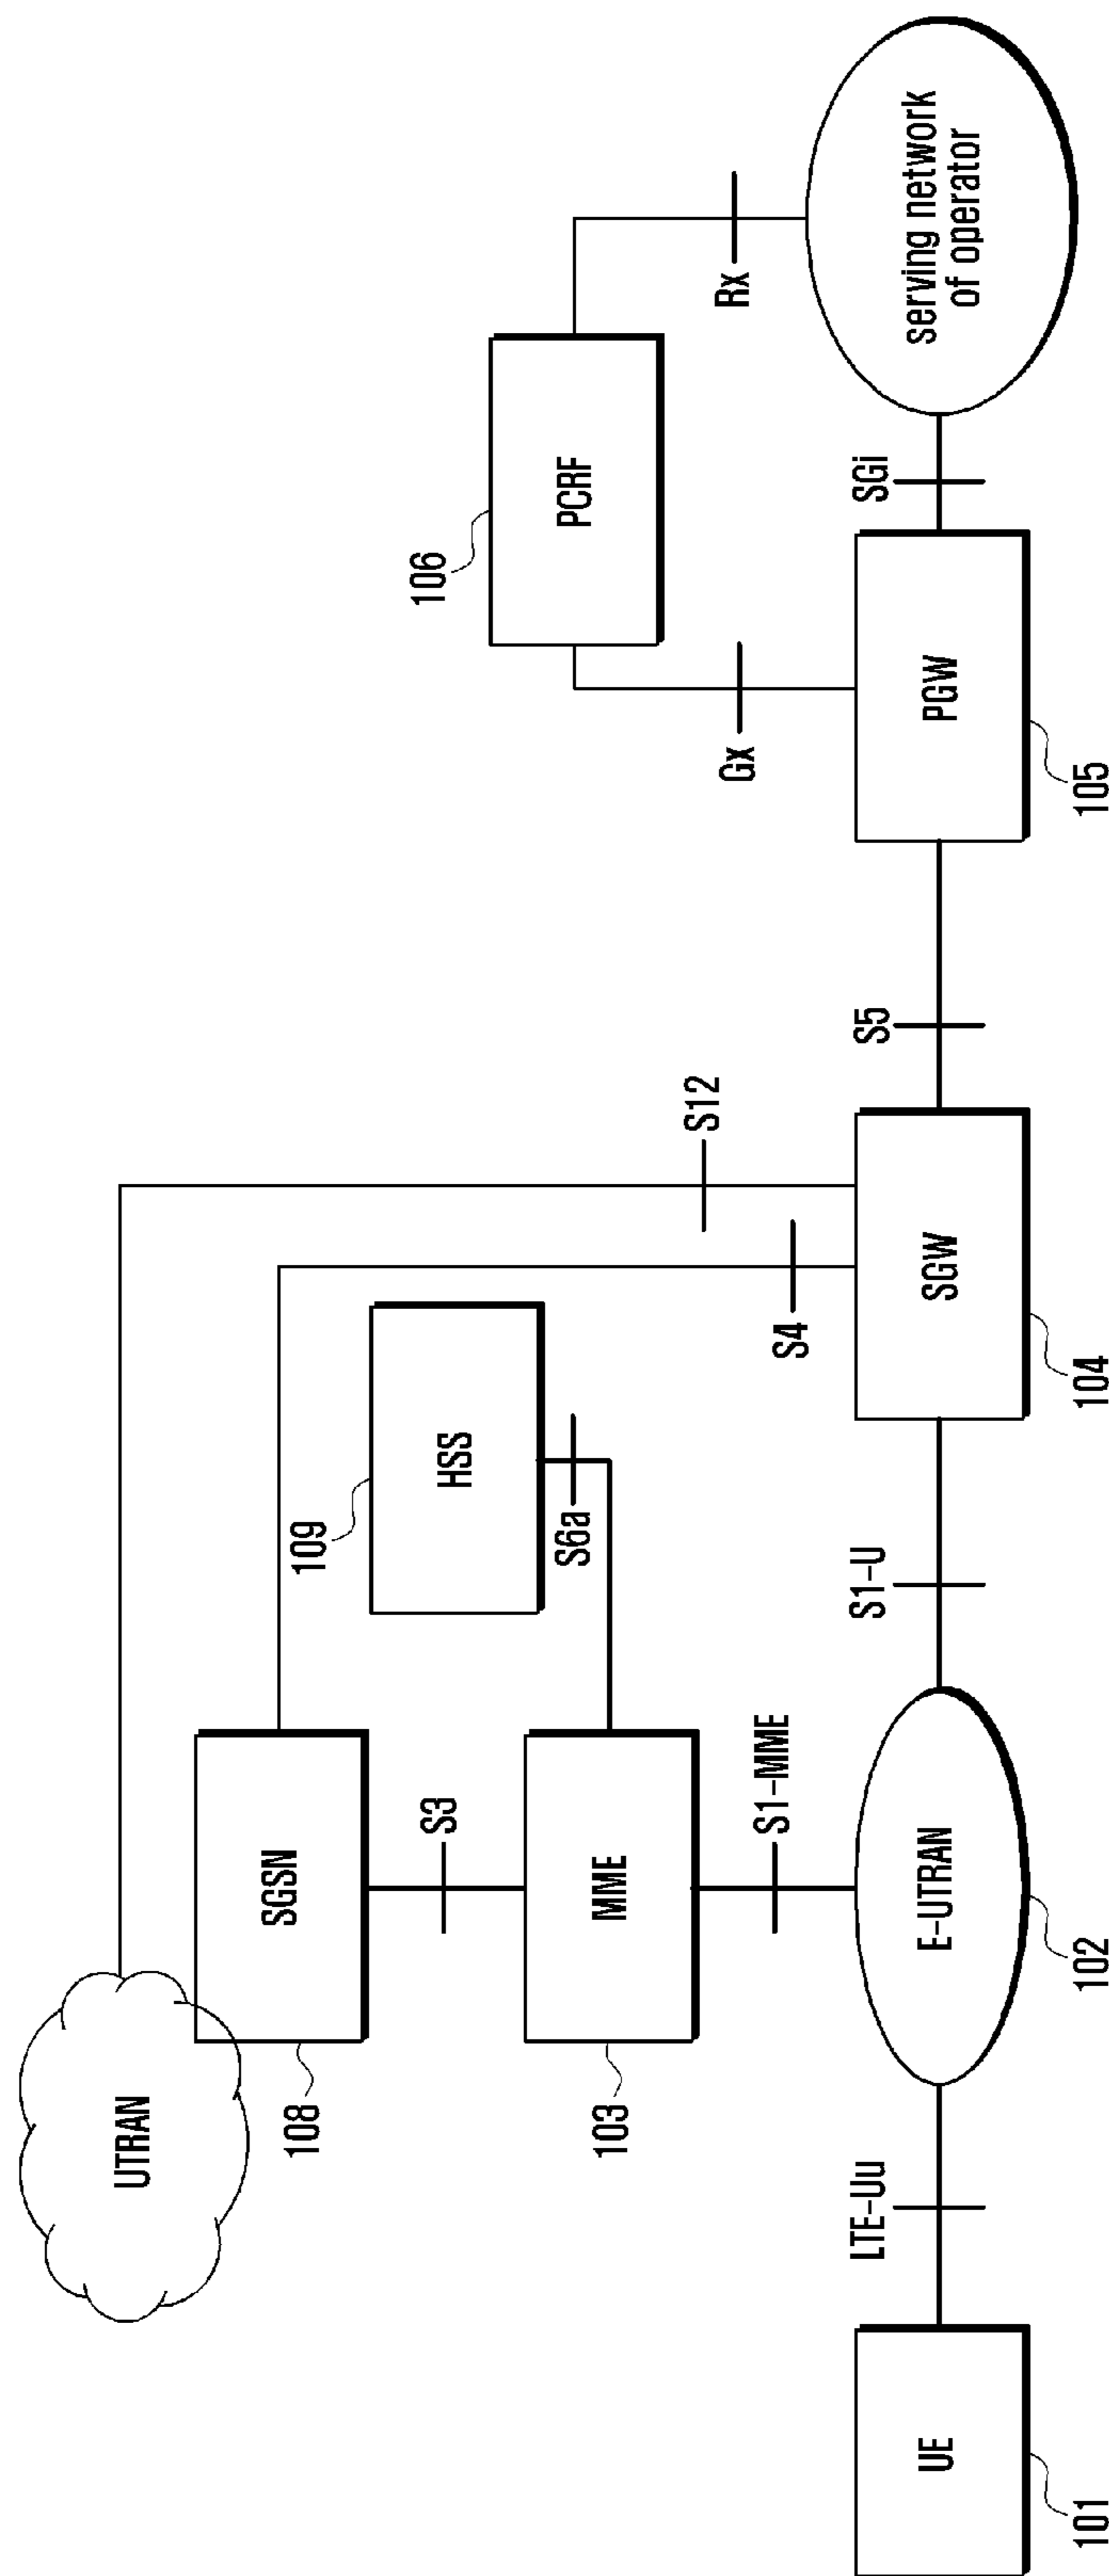 UTRAN
SGSN
108
S3
HSS
109
S6a
MME
103
S12
S4
S1-MME
106
PCRF
Gx
Rx
UE
101
LTE-Uu
E-UTRAN
102
S1-U
SGW
104
S5
PGW
105
SGi
serving network
of operator